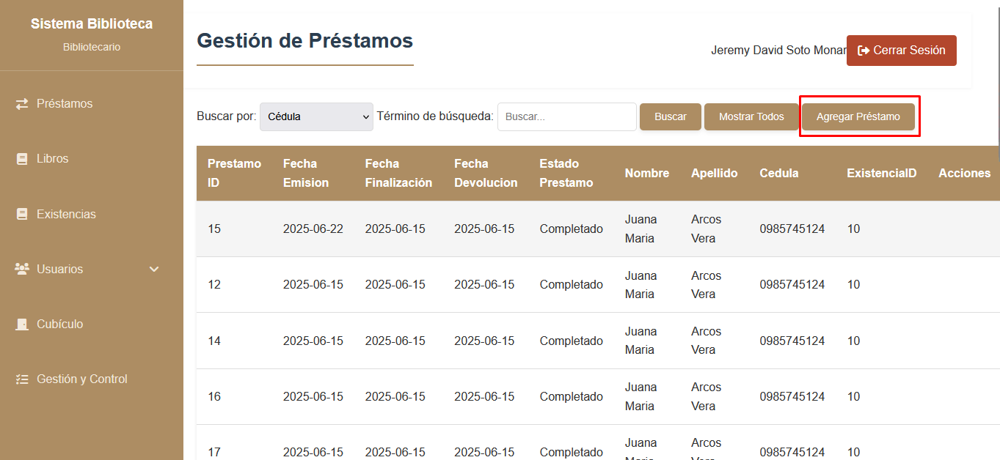 Sistema Biblioteca
Bibliotecario
Préstamos
Libros
Existencias
Usuarios
Cubículo
Gestión y Control
Gestión de Préstamos
Jeremy David Soto Monar
Cerrar Sesión
Buscar por: Cédula Término de búsqueda: Buscar... Buscar Mostrar Todos Agregar Préstamo
Prestamo ID Fecha Emision Fecha Finalización Fecha Devolucion Estado Prestamo Nombre Apellido Cedula ExistenciaID Acciones
15 2025-06-22 2025-06-15 2025-06-15 Completado Juana Maria Arcos Vera 0985745124 10
12 2025-06-15 2025-06-15 2025-06-15 Completado Juana Maria Arcos Vera 0985745124 10
14 2025-06-15 2025-06-15 2025-06-15 Completado Juana Maria Arcos Vera 0985745124 10
16 2025-06-15 2025-06-15 2025-06-15 Completado Juana Maria Arcos Vera 0985745124 10
17 2025-06-15 2025-06-15 2025-06-15 Completado Juana Arcos 0985745124 10